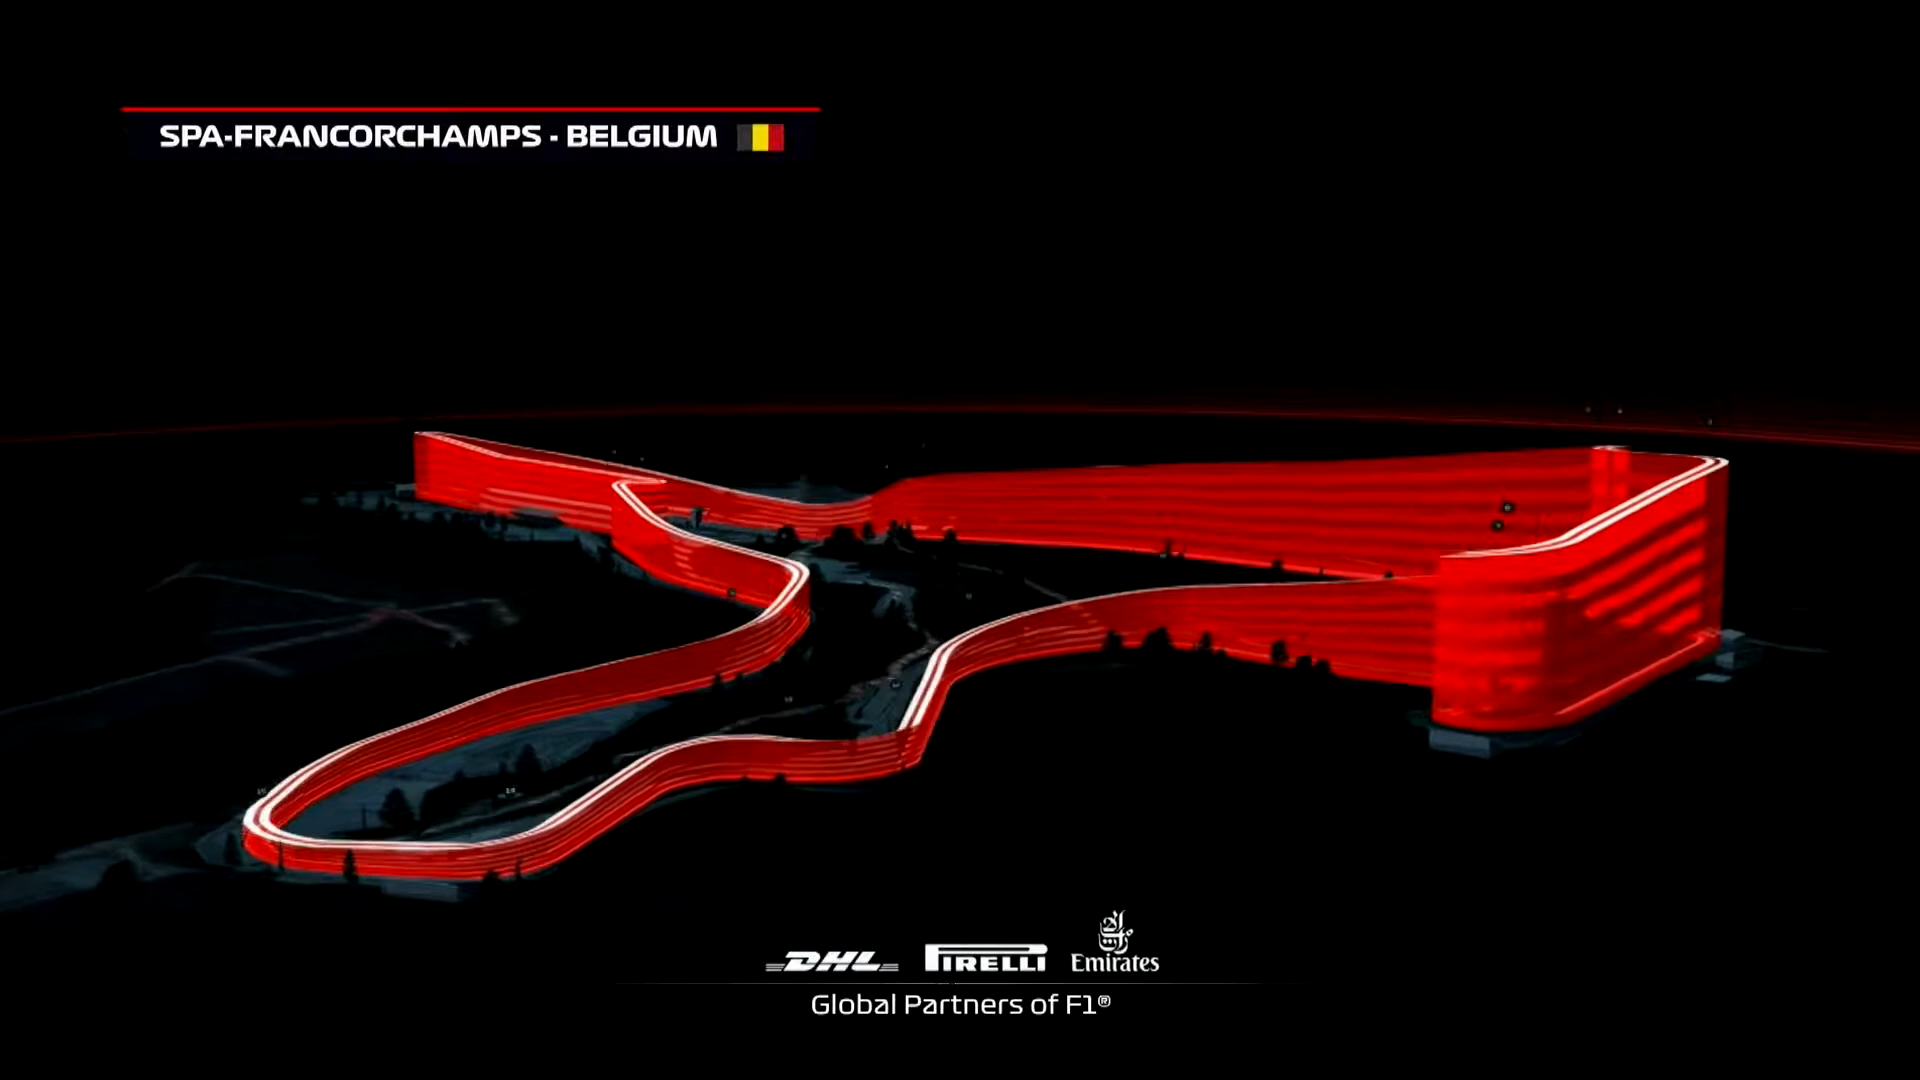 SPA-FRANCORCHAMPS - BELGIUM
DHL PIRELLI Emirates
Global Partners of F1®